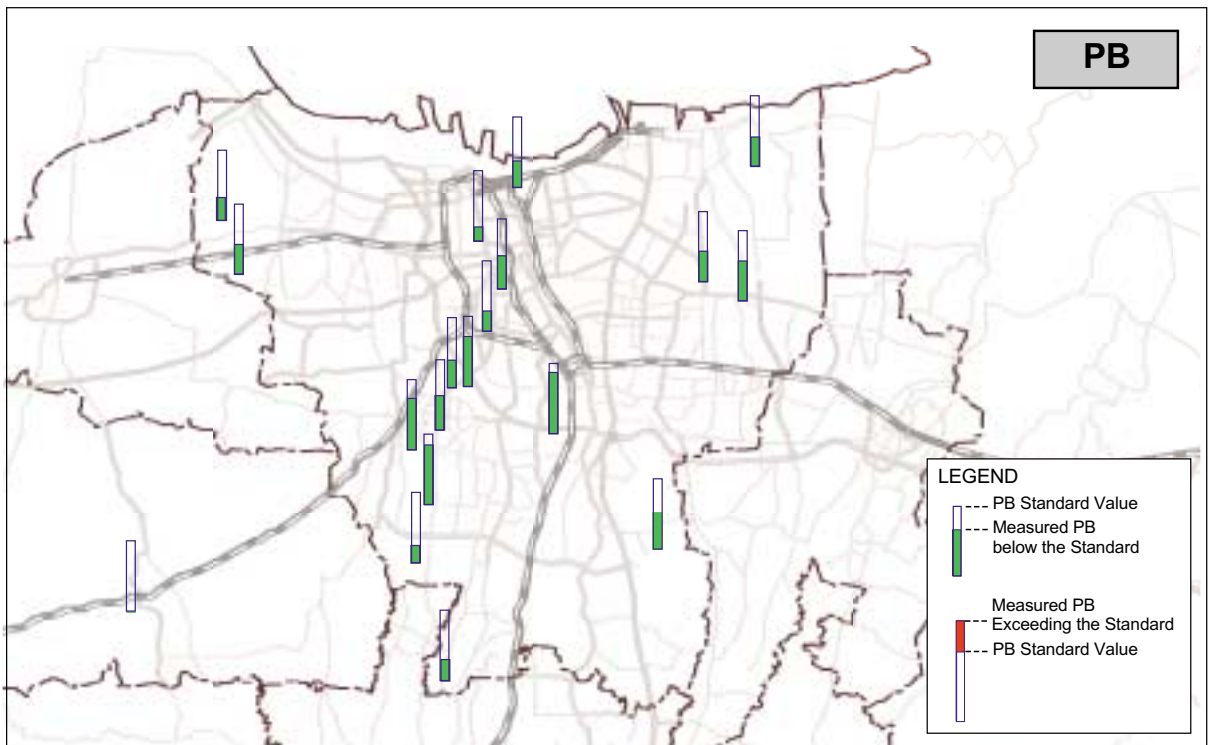 PB
LEGEND
PB Standard Value
Measured PB
below the Standard
Measured PB
Exceeding the Standard
PB Standard Value